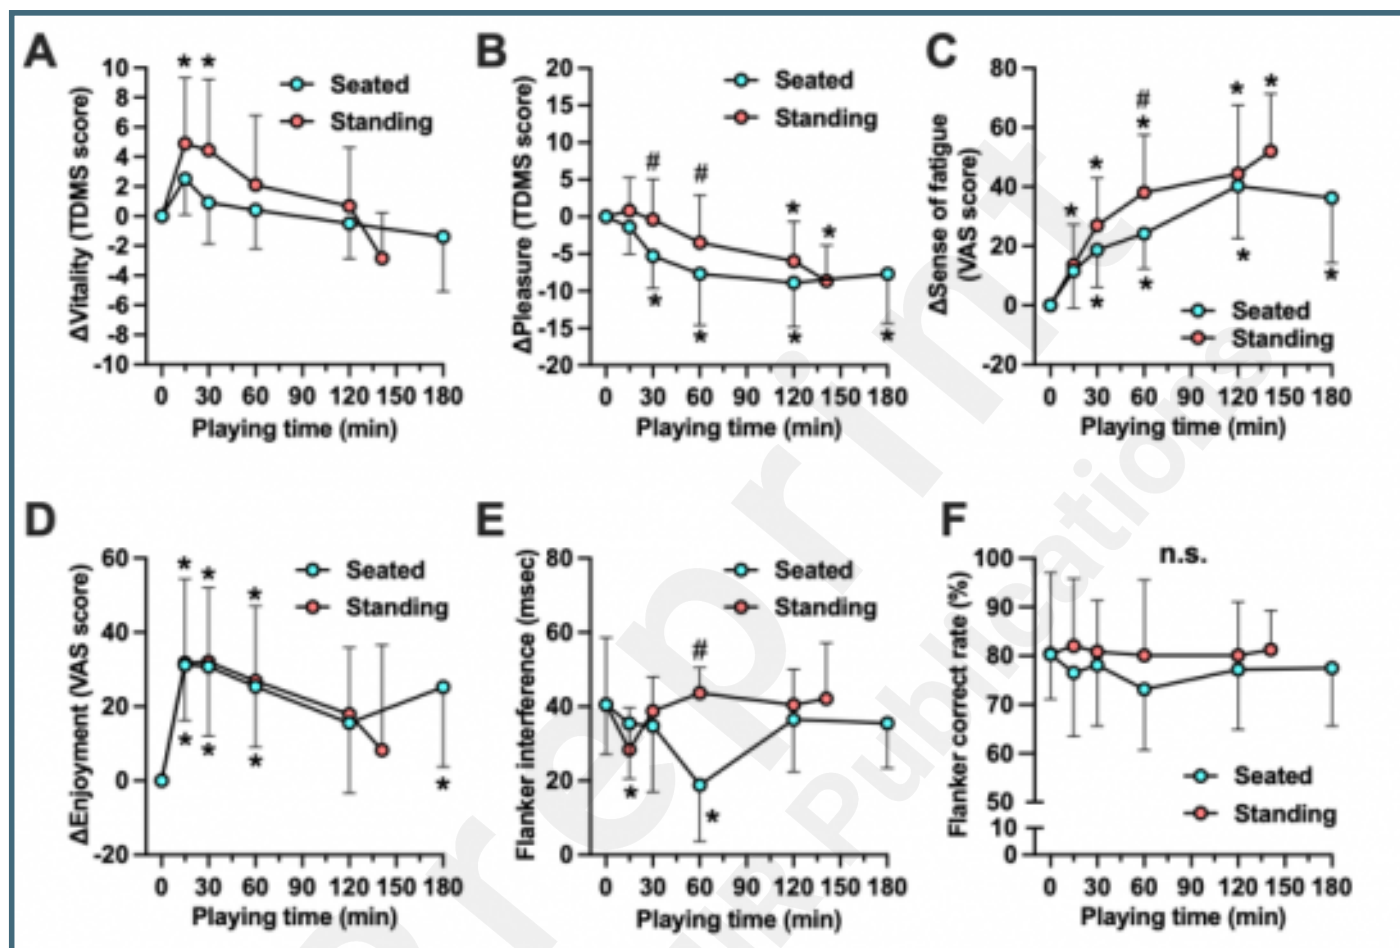 A
ΔVitality (TDMS score)
10
8
6
4
2
0
-2
-4
-6
-8
-10
* *
Seated
Standing
0 30 60 90 120 150 180
Playing time (min)
B
ΔPleasure (TDMS score)
20
15
10
5
0
-5
-10
-15
-20
Seated
Standing
# #
* *
* * * *
0 30 60 90 120 150 180
Playing time (min)
C
ΔSense of fatigue
(VAS score)
80
60
40
20
0
-20
#
* * * * *
* * * *
Seated
Standing
0 30 60 90 120 150 180
Playing time (min)
D
ΔEnjoyment (VAS score)
60
40
20
0
-20
* * *
* * * *
Seated
Standing
0 30 60 90 120 150 180
Playing time (min)
E
Flanker interference (msec)
80
60
40
20
0
Seated
Standing
#
* *
0 30 60 90 120 150 180
Playing time (min)
F
Flanker correct rate (%)
100
90
80
70
60
50
10
0
n.s.
Seated
Standing
0 30 60 90 120 150 180
Playing time (min)
Preprint
JMIR Publications